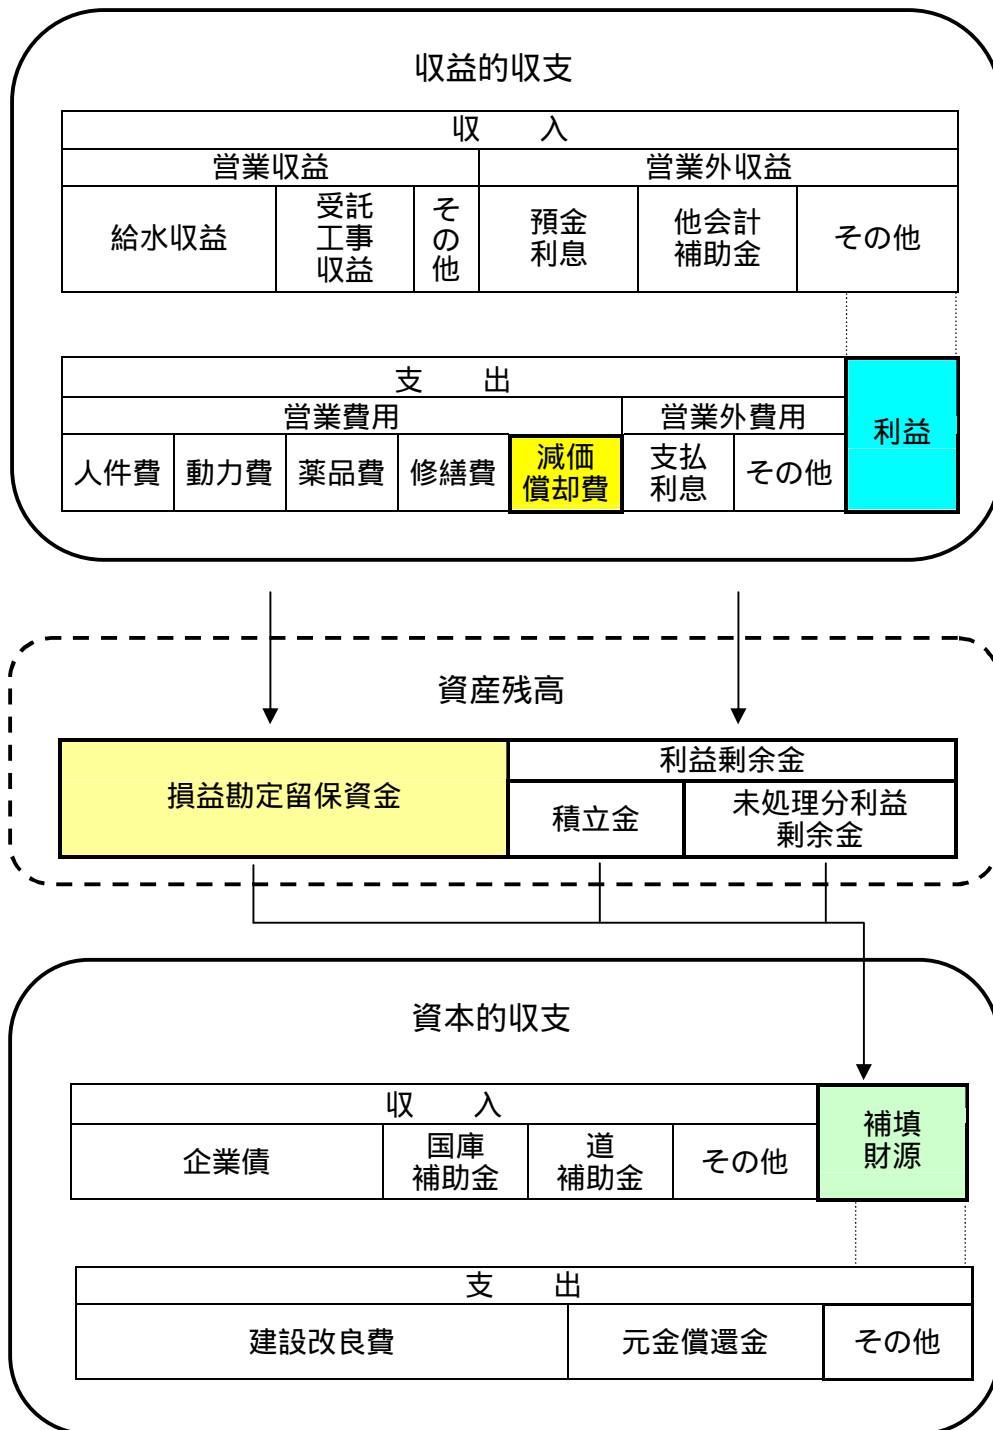 収益的収支
収　　入
営業収益　営業外収益
給水収益　受託工事収益　その他　預金利息　他会計補助金　その他
支　　出
営業費用　営業外費用　利益
人件費　動力費　薬品費　修繕費　減価償却費　支払利息　その他
資産残高
損益勘定留保資金　利益剰余金
積立金　未処理分利益剰余金
資本的収支
収　　入　補填財源
企業債　国庫補助金　道補助金　その他
支　　出
建設改良費　元金償還金　その他